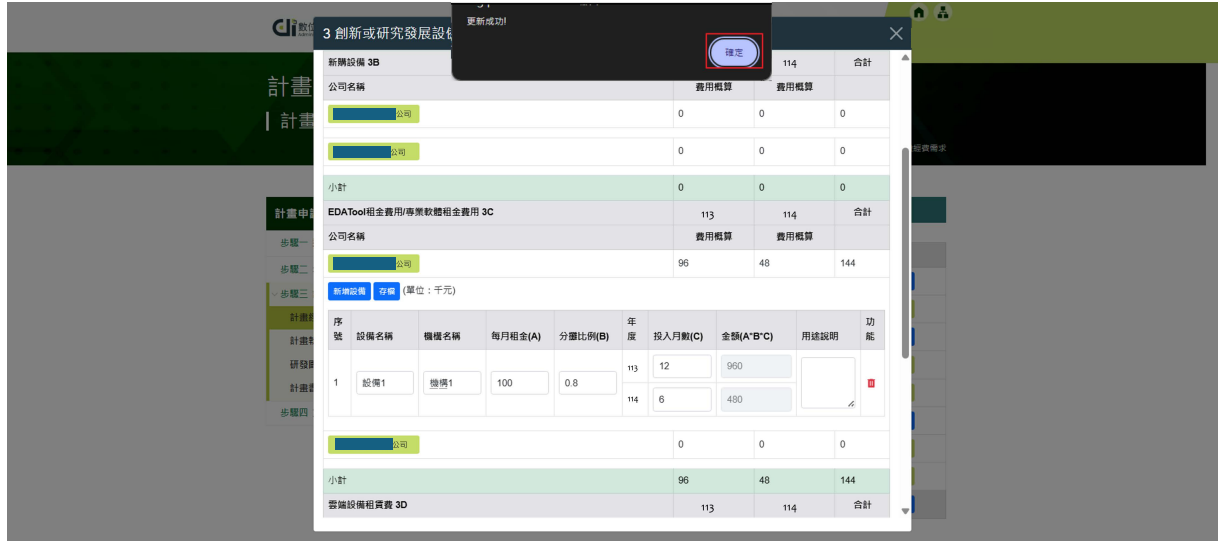 更新成功!
確定
数位
3 創新或研究發展設
計畫
計畫
經費需求
新購設備 3B 114 合計
公司名稱 費用概算 費用概算
公司 0 0 0
公司 0 0 0
小計 0 0 0
EDATool租金費用/專業軟體租金費用 3C 113 114 合計
公司名稱 費用概算 費用概算
公司 96 48 144
新增設備 存檔 (單位：千元)
序號 設備名稱 機構名稱 每月租金(A) 分攤比例(B) 年度 投入月數(C) 金額(A*B*C) 用途說明 功能
1 設備1 機構1 100 0.8 113 12 960
114 6 480
公司 0 0 0
小計 96 48 144
雲端設備租賃費 3D 113 114 合計
計畫申
步驟一
步驟二
步驟三
計畫
計畫
研發
計畫
步驟四